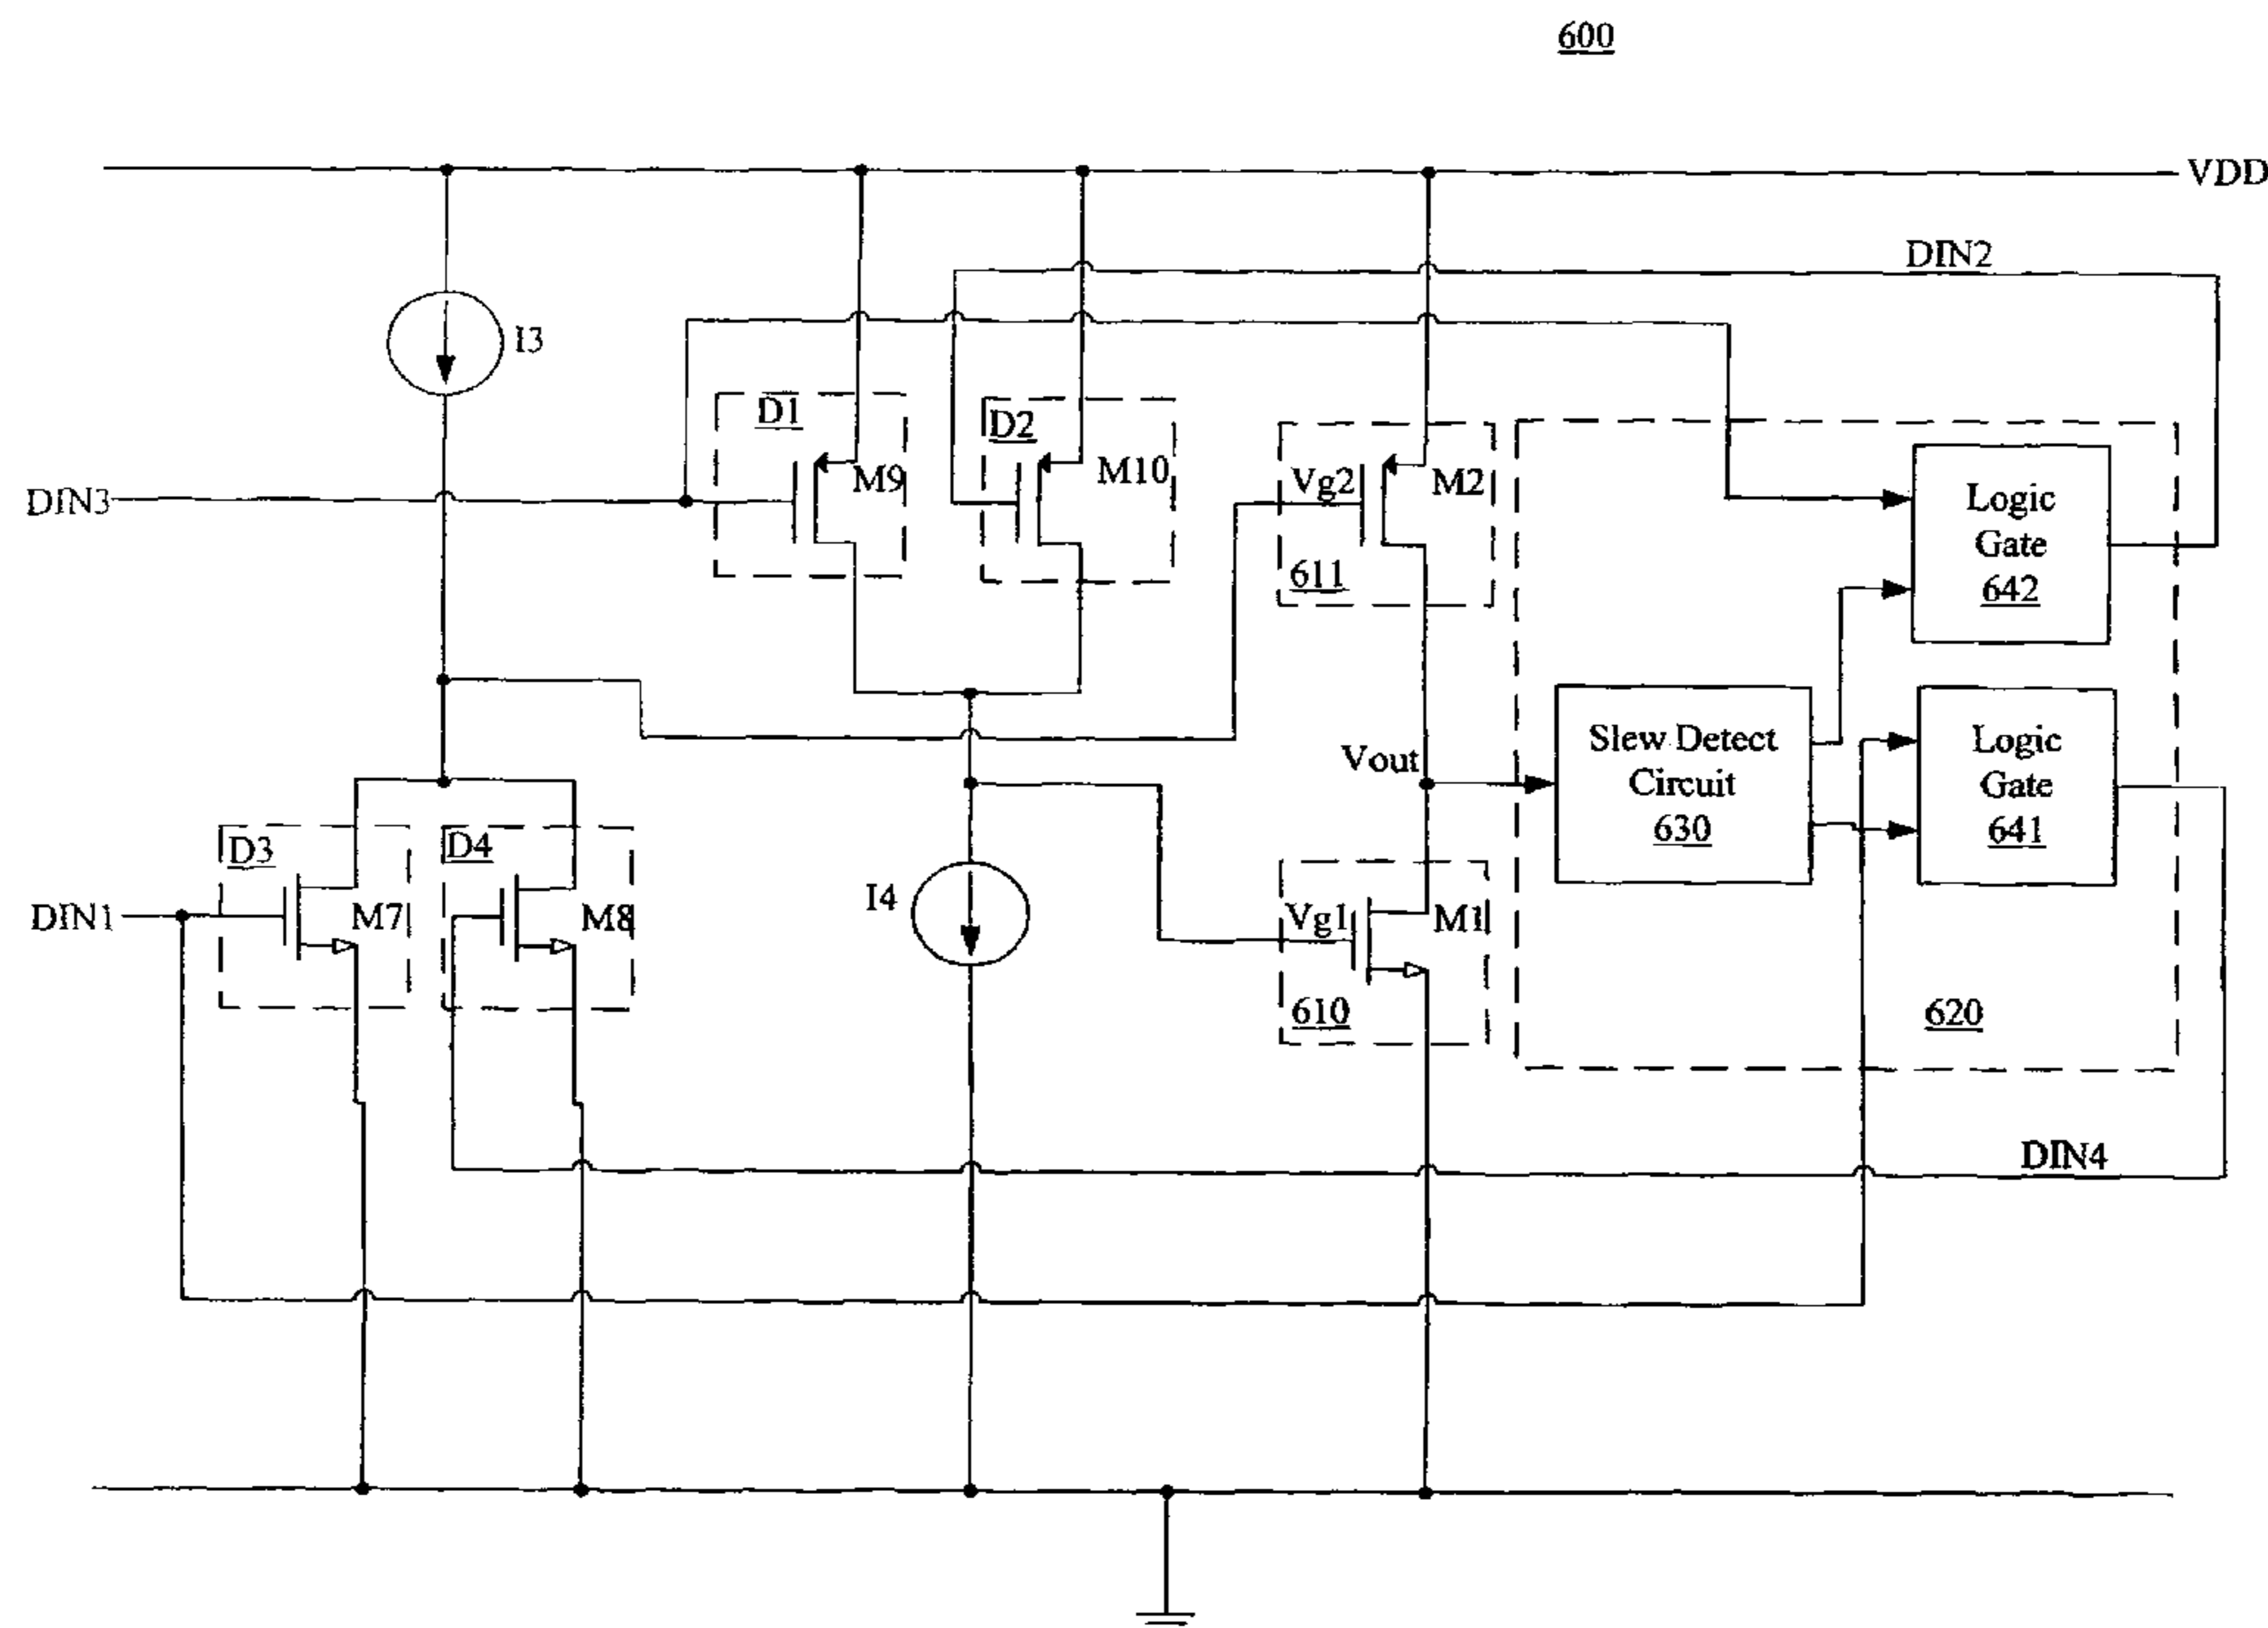 600
VDD
DIN2
I3
D1
D2
M9
M10
Vg2
M2
DIN3
611
Logic
Gate
642
Vout
Slew Detect
Circuit
630
Logic
Gate
641
D3
D4
I4
DIN1
M7
M8
Vg1
M1
610
620
DIN4